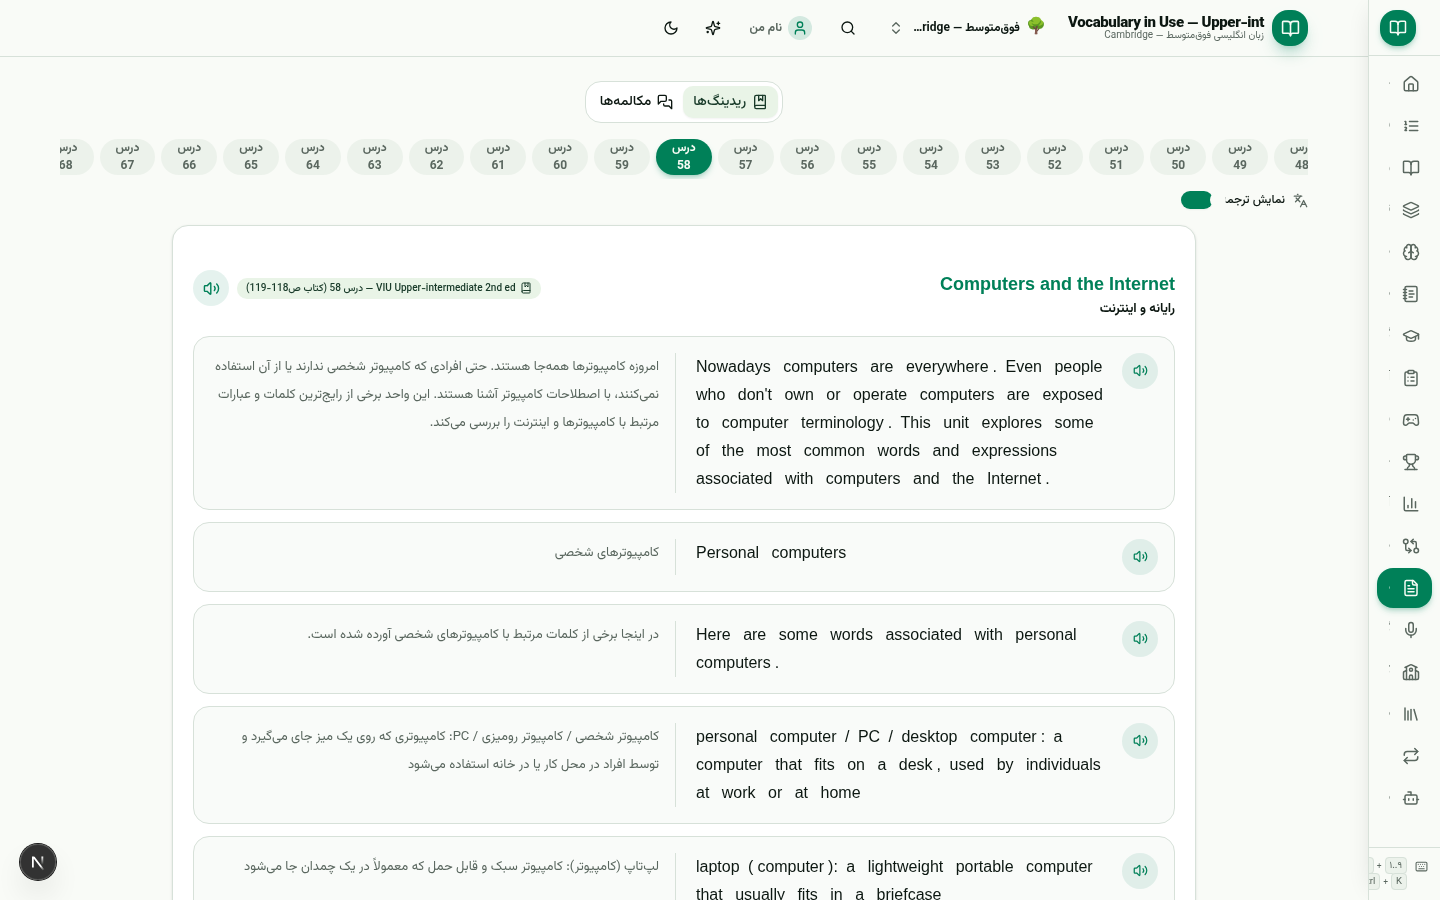 Vocabulary in Use — Upper-int
زبان انگلیسی فوق‌متوسط — Cambridge
فوق‌متوسط — ridge...
نام من
ریدینگ‌ها
مکالمه‌ها
درس 48
درس 49
درس 50
درس 51
درس 52
درس 53
درس 54
درس 55
درس 56
درس 57
درس 58
درس 59
درس 60
درس 61
درس 62
درس 63
درس 64
درس 65
درس 66
درس 67
درس 68
نمایش ترجمه
Computers and the Internet
رایانه و اینترنت
VIU Upper-intermediate 2nd ed — درس 58 (کتاب ص118-119)
Nowadays computers are everywhere. Even people
who don't own or operate computers are exposed
to computer terminology. This unit explores some
of the most common words and expressions
associated with computers and the Internet.
امروزه کامپیوترها همه‌جا هستند. حتی افرادی که کامپیوتر شخصی ندارند یا از آن استفاده
نمی‌کنند، با اصطلاحات کامپیوتر آشنا هستند. این واحد برخی از رایج‌ترین کلمات و عبارات
مرتبط با کامپیوترها و اینترنت را بررسی می‌کند.
Personal computers
کامپیوترهای شخصی
Here are some words associated with personal
computers.
در اینجا برخی از کلمات مرتبط با کامپیوترهای شخصی آورده شده است.
personal computer / PC / desktop computer: a
computer that fits on a desk, used by individuals
at work or at home
کامپیوتر شخصی / کامپیوتر رومیزی / PC: کامپیوتری که روی یک میز جای می‌گیرد و
توسط افراد در محل کار یا در خانه استفاده می‌شود
laptop (computer): a lightweight portable computer
that usually fits in a briefcase
لپ‌تاپ (کامپیوتر): کامپیوتر سبک و قابل حمل که معمولاً در یک چمدان جا می‌شود
N
+ ۱..۹
+ K